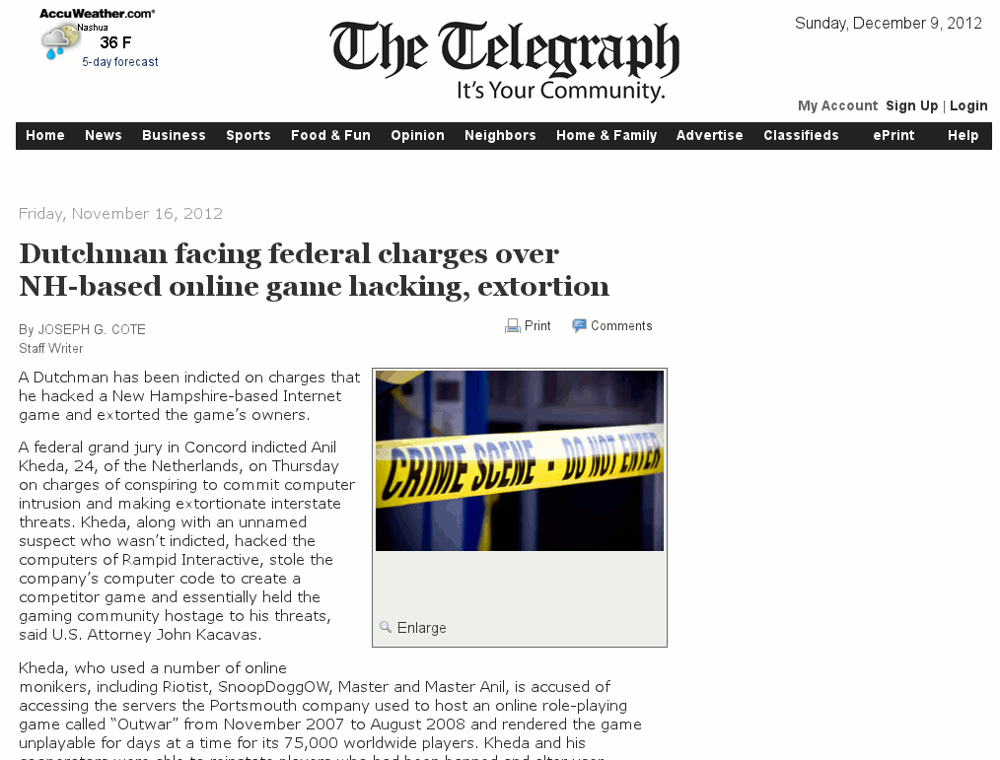 AccuWeather.com®
Nashua
36 F
5-day forecast
The Telegraph
It's Your Community.
Sunday, December 9, 2012
My Account Sign Up | Login
Home News Business Sports Food & Fun Opinion Neighbors Home & Family Advertise Classifieds ePrint Help
Friday, November 16, 2012
Dutchman facing federal charges over
NH-based online game hacking, extortion
By JOSEPH G. COTE
Staff Writer
Print Comments
A Dutchman has been indicted on charges that
he hacked a New Hampshire-based Internet
game and extorted the game’s owners.
A federal grand jury in Concord indicted Anil
Kheda, 24, of the Netherlands, on Thursday
on charges of conspiring to commit computer
intrusion and making extortionate interstate
threats. Kheda, along with an unnamed
suspect who wasn’t indicted, hacked the
computers of Rampid Interactive, stole the
company’s computer code to create a
competitor game and essentially held the
gaming community hostage to his threats,
said U.S. Attorney John Kacavas.
CRIME SCENE - DO NOT ENTER
Enlarge
Kheda, who used a number of online
monikers, including Riotist, SnoopDoggOW, Master and Master Anil, is accused of
accessing the servers the Portsmouth company used to host an online role-playing
game called “Outwar” from November 2007 to August 2008 and rendered the game
unplayable for days at a time for its 75,000 worldwide players. Kheda and his